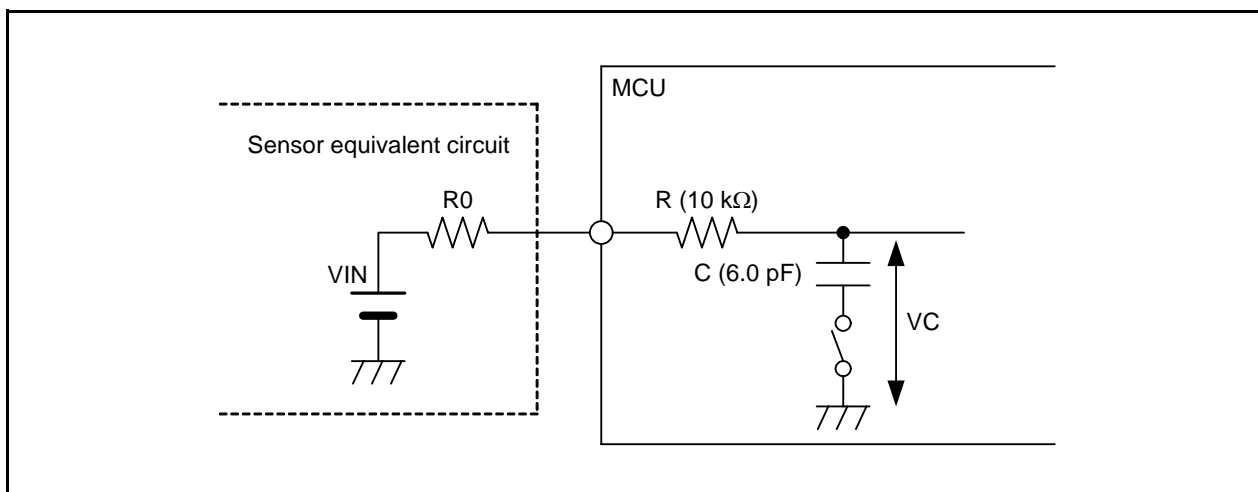 MCU
Sensor equivalent circuit
R0
R (10 kΩ)
VIN
C (6.0 pF)
VC